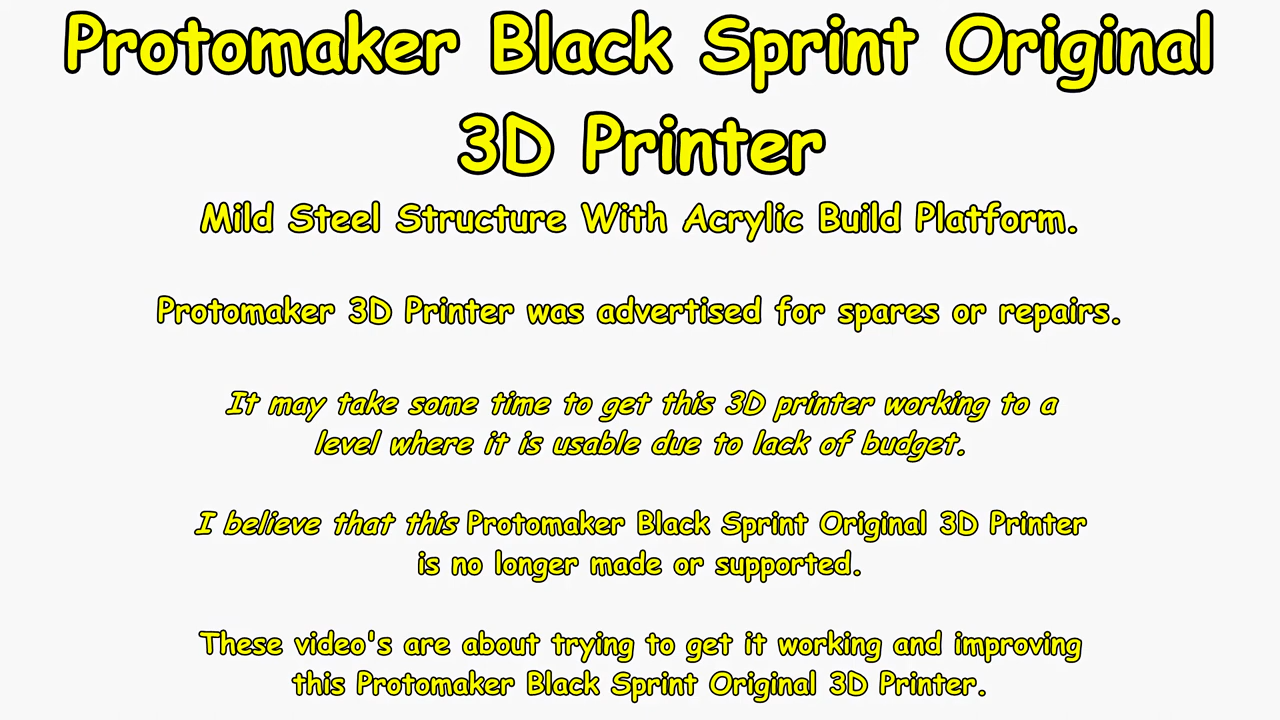 Protomaker Black Sprint Original
3D Printer
Mild Steel Structure With Acrylic Build Platform.
Protomaker 3D Printer was advertised for spares or repairs.
It may take some time to get this 3D printer working to a
level where it is usable due to lack of budget.
I believe that this Protomaker Black Sprint Original 3D Printer
is no longer made or supported.
These video's are about trying to get it working and improving
this Protomaker Black Sprint Original 3D Printer.